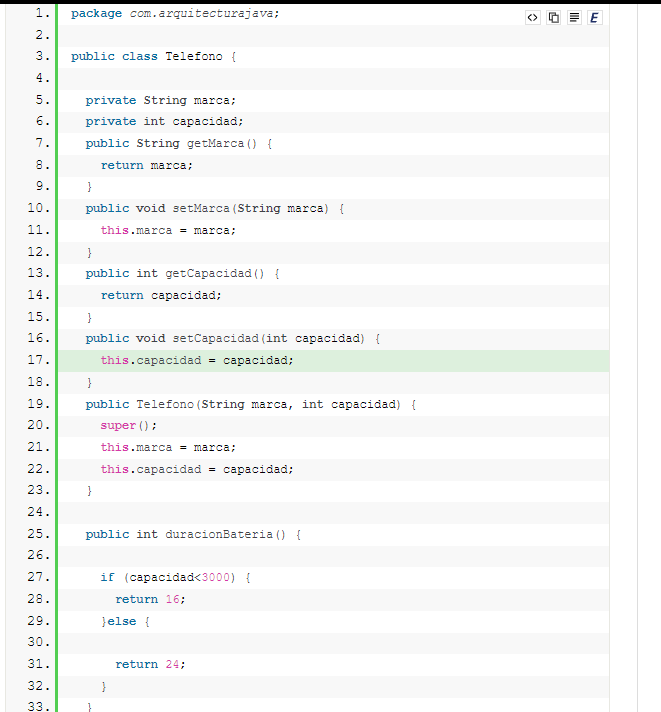 1. package com.arquitecturajava;
2.
3. public class Telefono {
4.
5. private String marca;
6. private int capacidad;
7. public String getMarca() {
8. return marca;
9. }
10. public void setMarca(String marca) {
11. this.marca = marca;
12. }
13. public int getCapacidad() {
14. return capacidad;
15. }
16. public void setCapacidad(int capacidad) {
17. this.capacidad = capacidad;
18. }
19. public Telefono(String marca, int capacidad) {
20. super();
21. this.marca = marca;
22. this.capacidad = capacidad;
23. }
24.
25. public int duracionBateria() {
26.
27. if (capacidad<3000) {
28. return 16;
29. }else {
30.
31. return 24;
32. }
33. }